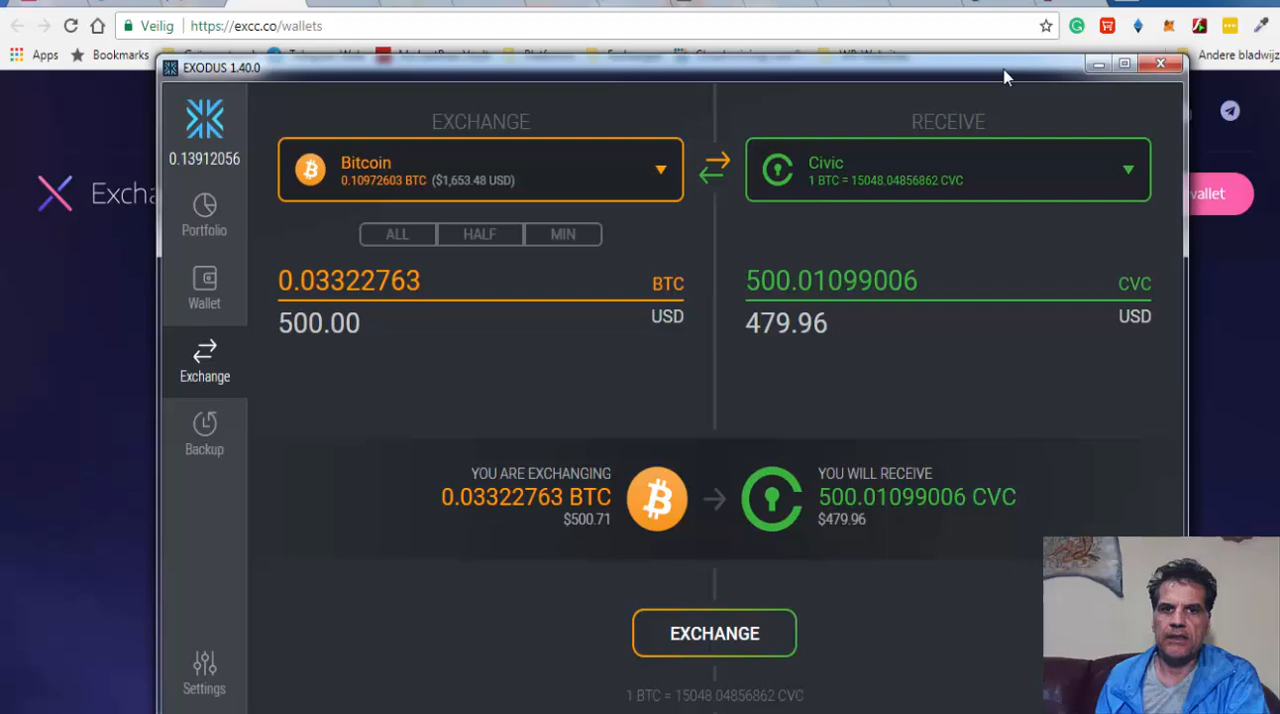 Veilig
https://excc.co/wallets
Apps
Bookmarks
Andere bladwijz
EXODUS 1.40.0
0.13912056
Portfolio
Wallet
Exchange
Backup
Settings
Excha
wallet
EXCHANGE
Bitcoin
0.10972603 BTC ($1,653.48 USD)
ALL
HALF
MIN
0.03322763 BTC
500.00 USD
RECEIVE
Civic
1 BTC = 15048.04856862 CVC
500.01099006 CVC
479.96 USD
YOU ARE EXCHANGING
0.03322763 BTC
$500.71
YOU WILL RECEIVE
500.01099006 CVC
$479.96
EXCHANGE
1 BTC = 15048.04856862 CVC